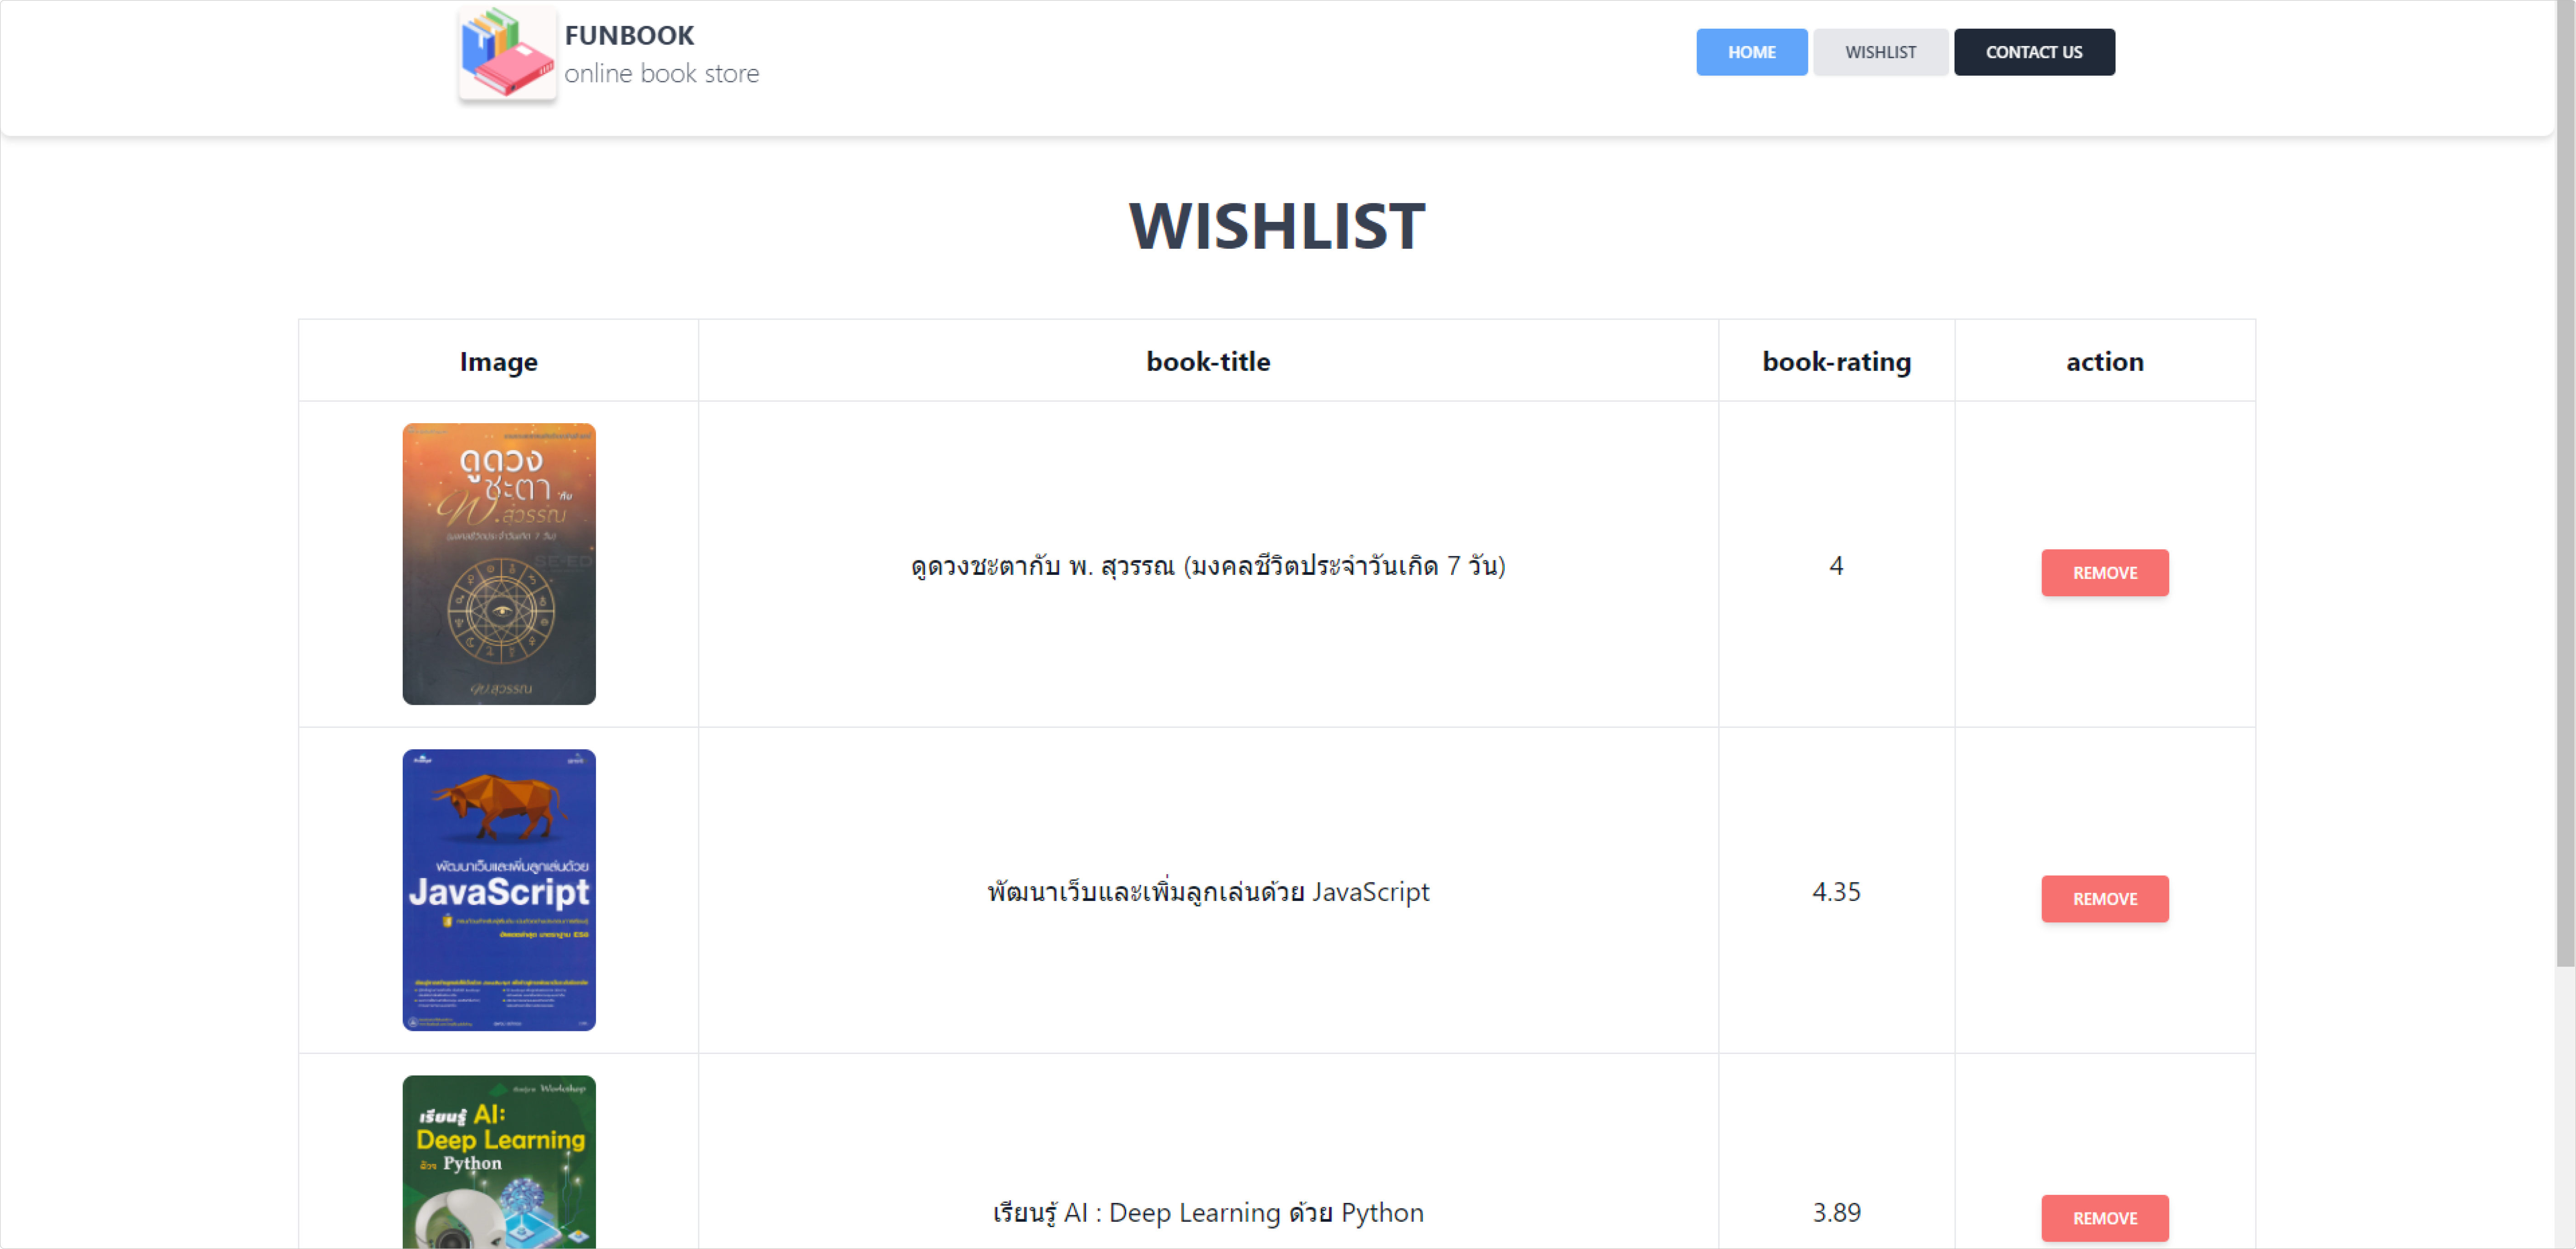 FUNBOOK
online book store
HOME
WISHLIST
CONTACT US
WISHLIST
Image
book-title
book-rating
action
ดูดวง
ชะตา กับ
พ. สุวรรณ
(มงคลชีวิตประจำวันเกิด 7 วัน)
SE-ED
พ.สุวรรณ
ดูดวงชะตากับ พ. สุวรรณ (มงคลชีวิตประจำวันเกิด 7 วัน)
4
REMOVE
พัฒนาเว็บและเพิ่มลูกเล่นด้วย
JavaScript
พัฒนาเว็บและเพิ่มลูกเล่นด้วย JavaScript
4.35
REMOVE
Workshop
เรียนรู้ AI:
Deep Learning
ด้วย Python
เรียนรู้ AI : Deep Learning ด้วย Python
3.89
REMOVE